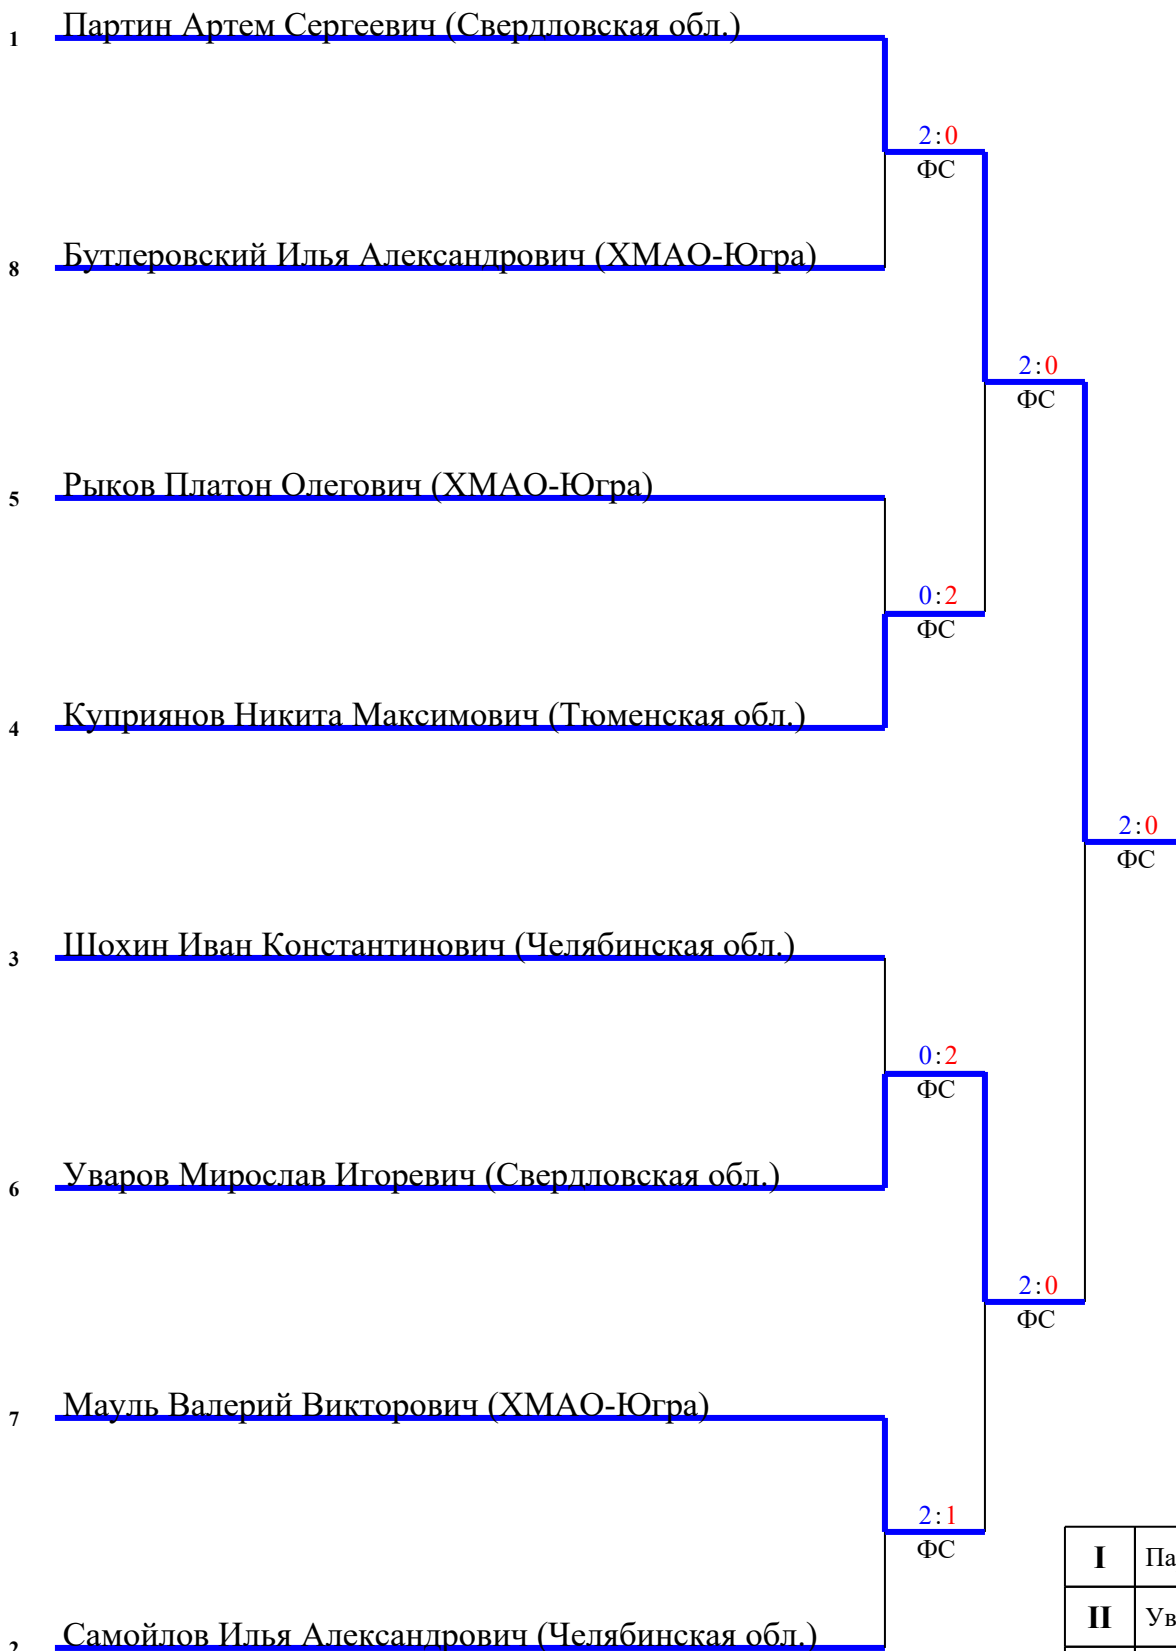 1 Партин Артем Сергеевич (Свердловская обл.)
2:0
ФС
8 Бутлеровский Илья Александрович (ХМАО-Югра)
2:0
ФС
5 Рыков Платон Олегович (ХМАО-Югра)
0:2
ФС
4 Куприянов Никита Максимович (Тюменская обл.)
2:0
ФС
3 Шохин Иван Константинович (Челябинская обл.)
0:2
ФС
6 Уваров Мирослав Игоревич (Свердловская обл.)
2:0
ФС
7 Мауль Валерий Викторович (ХМАО-Югра)
2:1
ФС
I Па
II Ув
2 Самойлов Илья Александрович (Челябинская обл.)